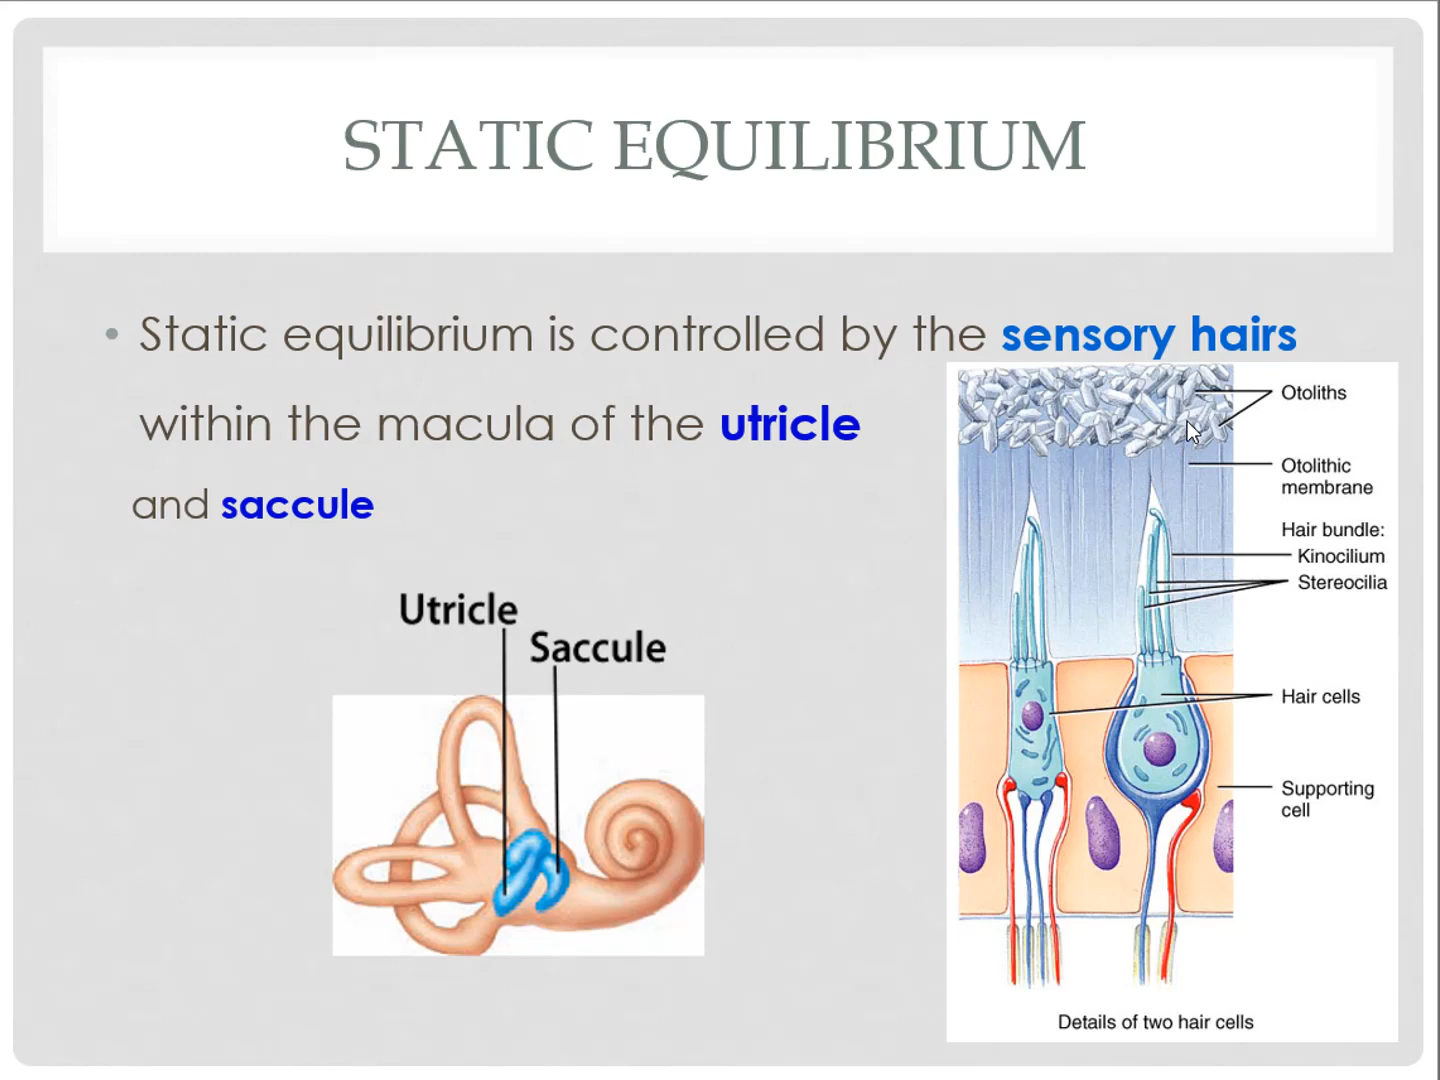 STATIC EQUILIBRIUM
• Static equilibrium is controlled by the sensory hairs
within the macula of the utricle
and saccule
Utricle
Saccule
Otoliths
Otolithic
membrane
Hair bundle:
Kinocilium
Stereocilia
Hair cells
Supporting
cell
Details of two hair cells